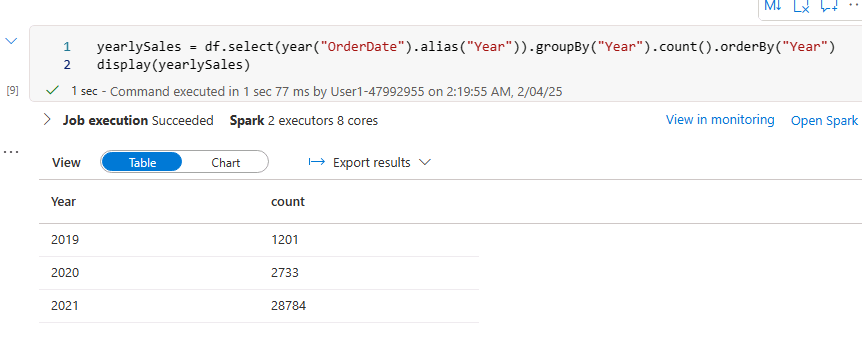 M↓
1 yearlySales = df.select(year("OrderDate").alias("Year")).groupBy("Year").count().orderBy("Year")
2 display(yearlySales)
[9] 1 sec - Command executed in 1 sec 77 ms by User1-47992955 on 2:19:55 AM, 2/04/25
Job execution Succeeded Spark 2 executors 8 cores View in monitoring Open Spark
View Table Chart Export results
Year count
2019 1201
2020 2733
2021 28784